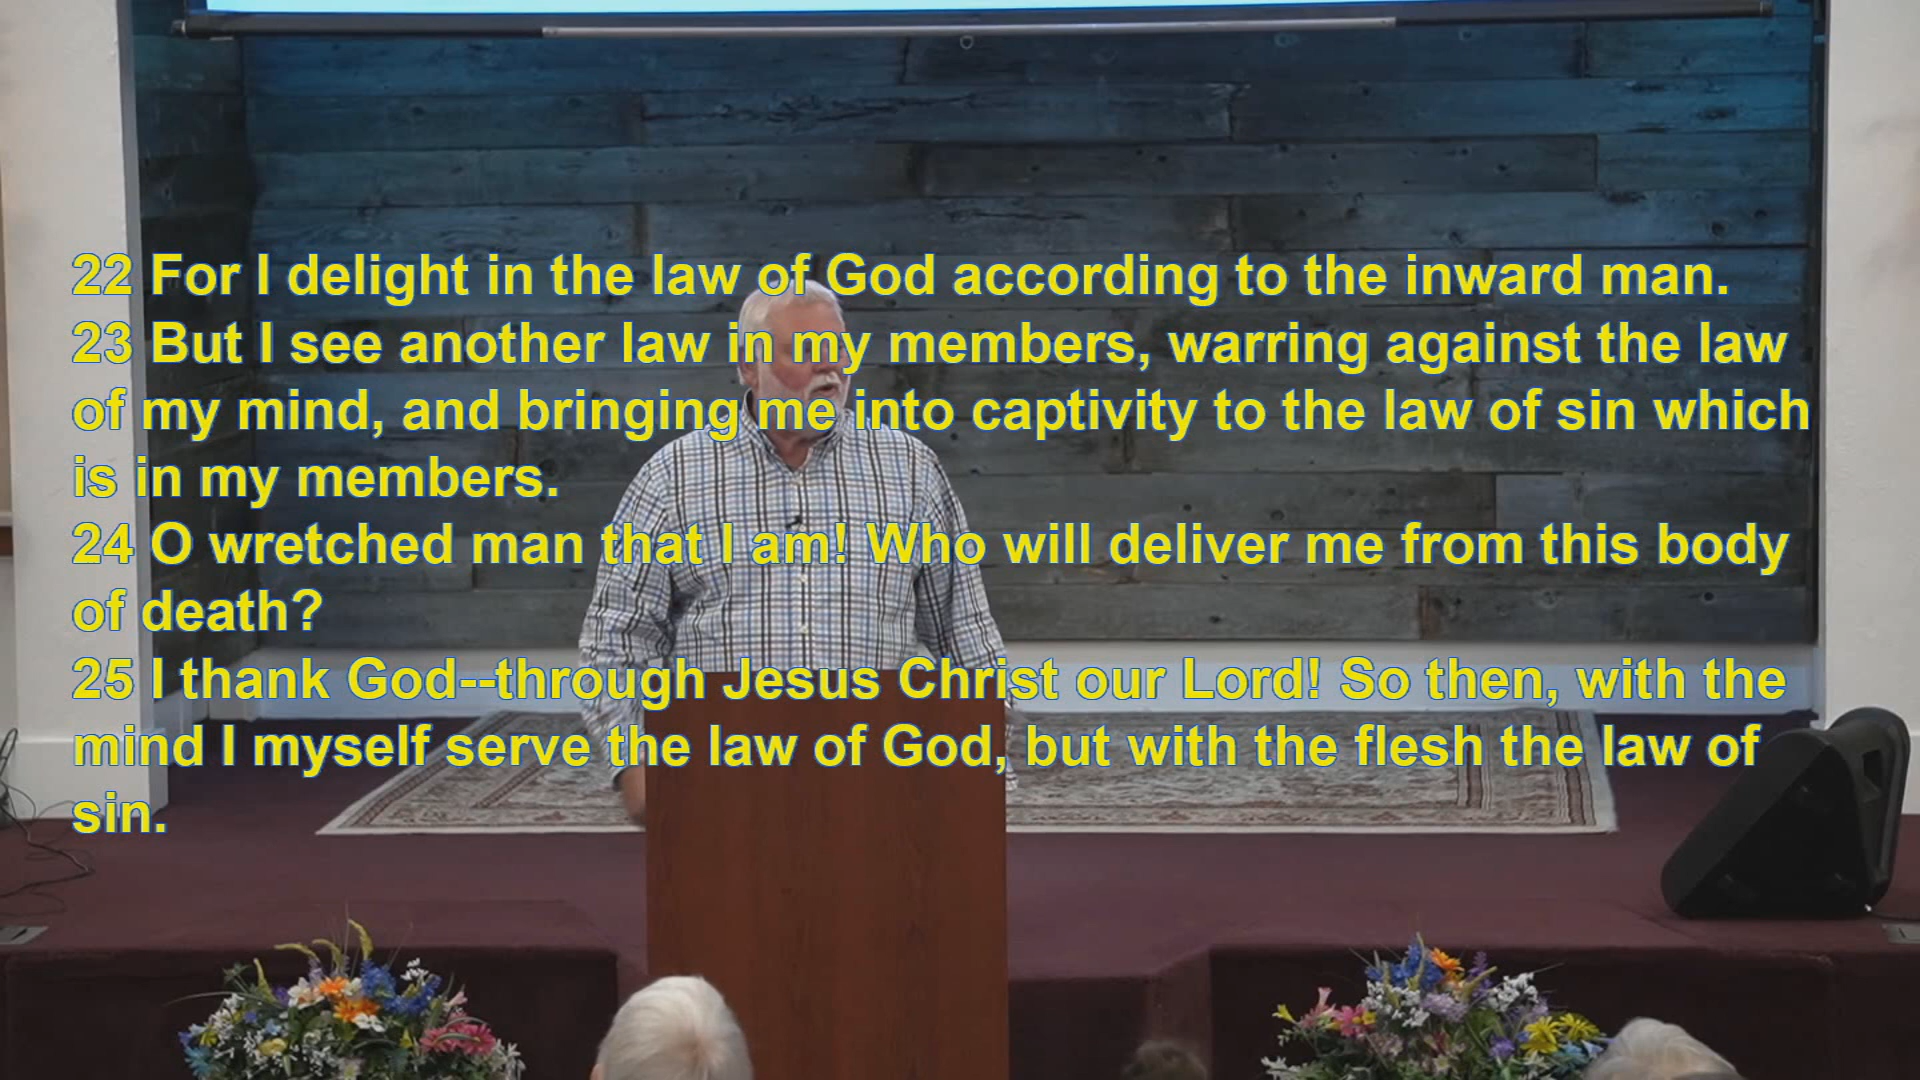 22 For I delight in the law of God according to the inward man.
23 But I see another law in my members, warring against the law
of my mind, and bringing me into captivity to the law of sin which
is in my members.
24 O wretched man that I am! Who will deliver me from this body
of death?
25 I thank God--through Jesus Christ our Lord! So then, with the
mind I myself serve the law of God, but with the flesh the law of
sin.